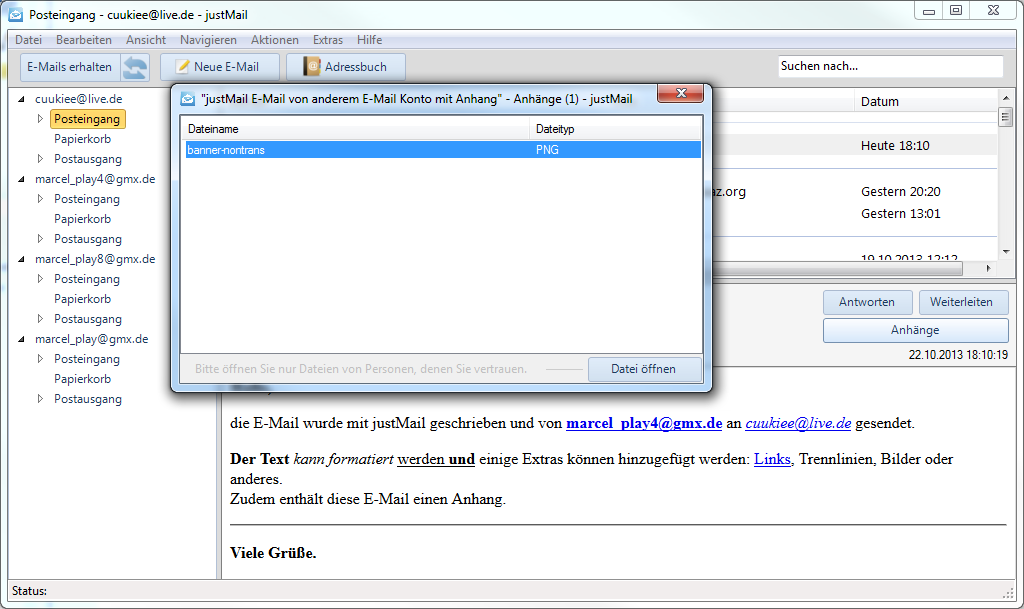 Posteingang - cuukiee@live.de - justMail
Datei Bearbeiten Ansicht Navigieren Aktionen Extras Hilfe
E-Mails erhalten Neue E-Mail Adressbuch Suchen nach...
"justMail E-Mail von anderem E-Mail Konto mit Anhang" - Anhänge (1) - justMail
Dateiname Dateityp
banner-nontrans PNG
Bitte öffnen Sie nur Dateien von Personen, denen Sie vertrauen. Datei öffnen
cuukiee@live.de
Posteingang
Papierkorb
Postausgang
marcel_play4@gmx.de
Posteingang
Papierkorb
Postausgang
marcel_play8@gmx.de
Posteingang
Papierkorb
Postausgang
marcel_play@gmx.de
Posteingang
Papierkorb
Postausgang
Datum
Heute 18:10
az.org Gestern 20:20
Gestern 13:01
19.10.2013 12:12
Antworten Weiterleiten
Anhänge
22.10.2013 18:10:19
die E-Mail wurde mit justMail geschrieben und von marcel_play4@gmx.de an cuukiee@live.de gesendet.
Der Text kann formatiert werden und einige Extras können hinzugefügt werden: Links, Trennlinien, Bilder oder
anderes.
Zudem enthält diese E-Mail einen Anhang.
Viele Grüße.
Status: